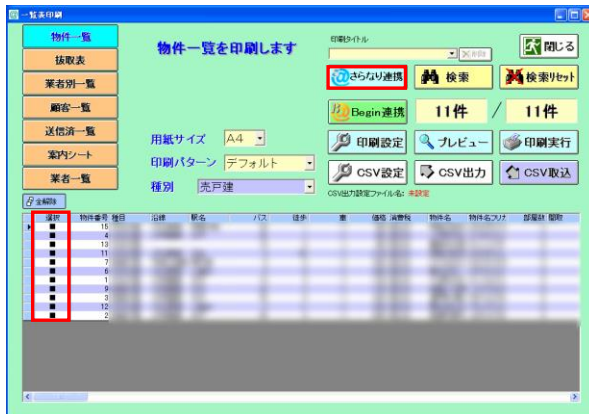 一覧表印刷
物件一覧
抜取表
業者別一覧
顧客一覧
送信済一覧
案内シート
業者一覧
全解除
物件一覧を印刷します
用紙サイズ A4
印刷パターン デフォルト
種別 売戸建
印刷タイトル
削除
閉じる
@さらなり連携
検索
検索リセット
Begin連携
11件 / 11件
印刷設定
プレビュー
印刷実行
CSV設定
CSV出力
CSV取込
CSV出力設定ファイル名: 未設定
選択 物件番号 種目 沿線 駅名 バス 徒歩 車 価格 消費税 物件名 物件名フリガ 部屋数 間取
■ 15
■ 4
■ 13
■ 11
■ 7
■ 6
■ 1
■ 9
■ 3
■ 12
■ 2